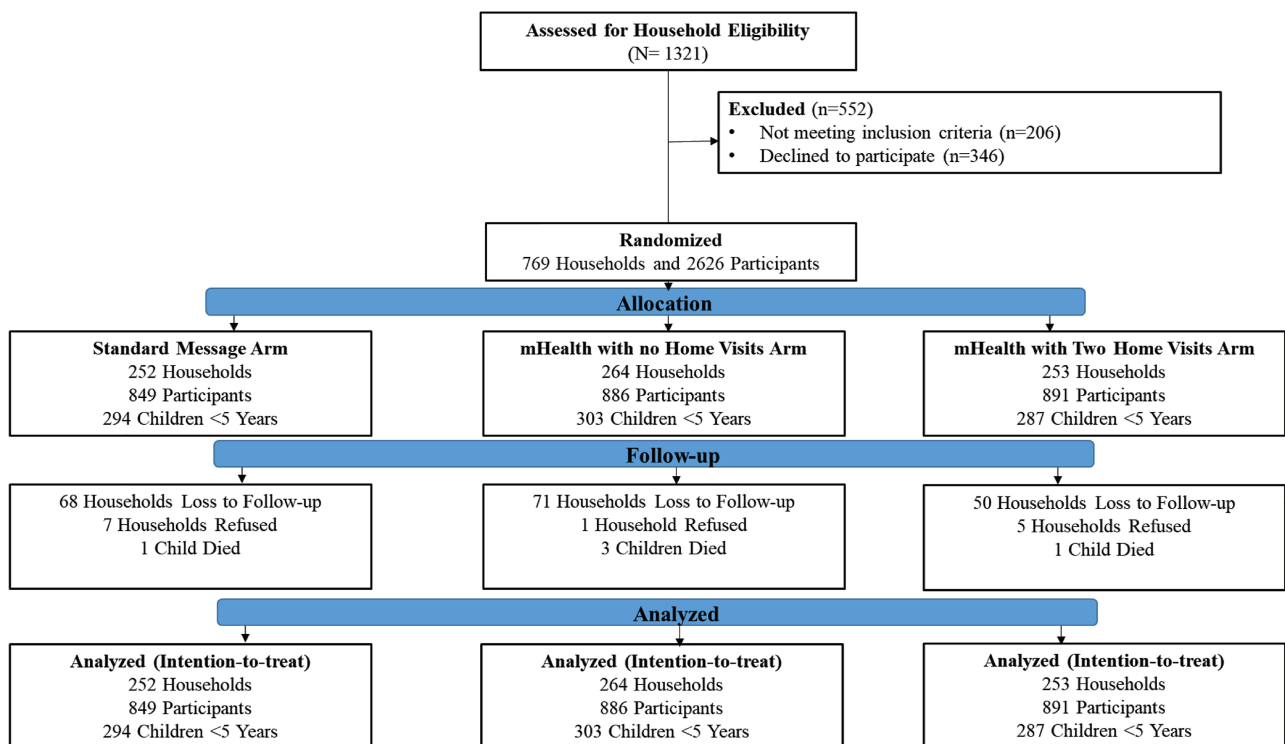 Assessed for Household Eligibility
(N= 1321)
Excluded (n=552)
• Not meeting inclusion criteria (n=206)
• Declined to participate (n=346)
Randomized
769 Households and 2626 Participants
Allocation
Standard Message Arm
252 Households
849 Participants
294 Children <5 Years
mHealth with no Home Visits Arm
264 Households
886 Participants
303 Children <5 Years
mHealth with Two Home Visits Arm
253 Households
891 Participants
287 Children <5 Years
Follow-up
68 Households Loss to Follow-up
7 Households Refused
1 Child Died
71 Households Loss to Follow-up
1 Household Refused
3 Children Died
50 Households Loss to Follow-up
5 Households Refused
1 Child Died
Analyzed
Analyzed (Intention-to-treat)
252 Households
849 Participants
294 Children <5 Years
Analyzed (Intention-to-treat)
264 Households
886 Participants
303 Children <5 Years
Analyzed (Intention-to-treat)
253 Households
891 Participants
287 Children <5 Years